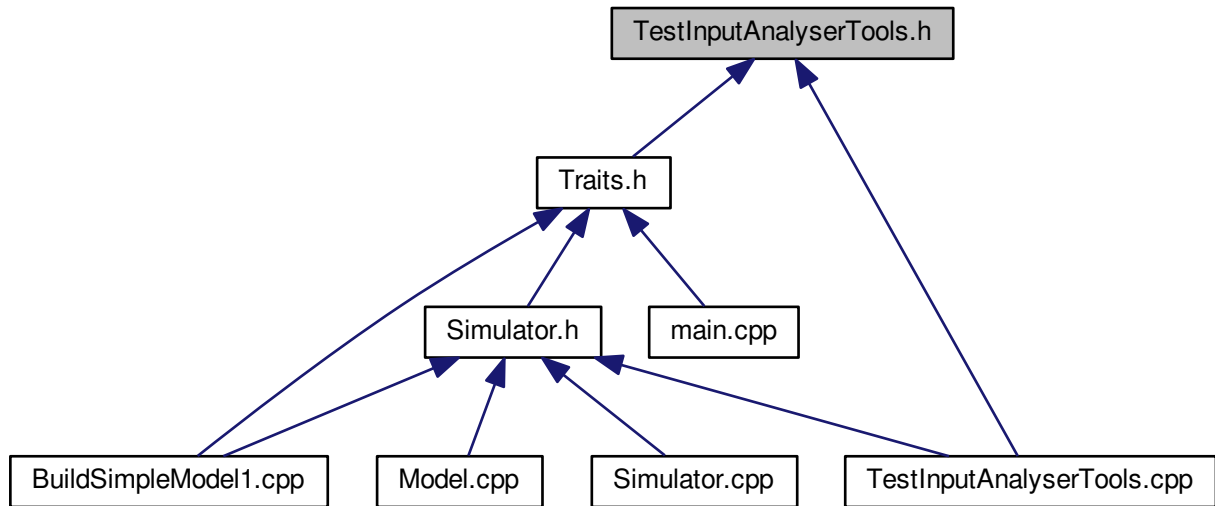 TestInputAnalyserTools.h
Traits.h
Simulator.h
main.cpp
BuildSimpleModel1.cpp
Model.cpp
Simulator.cpp
TestInputAnalyserTools.cpp